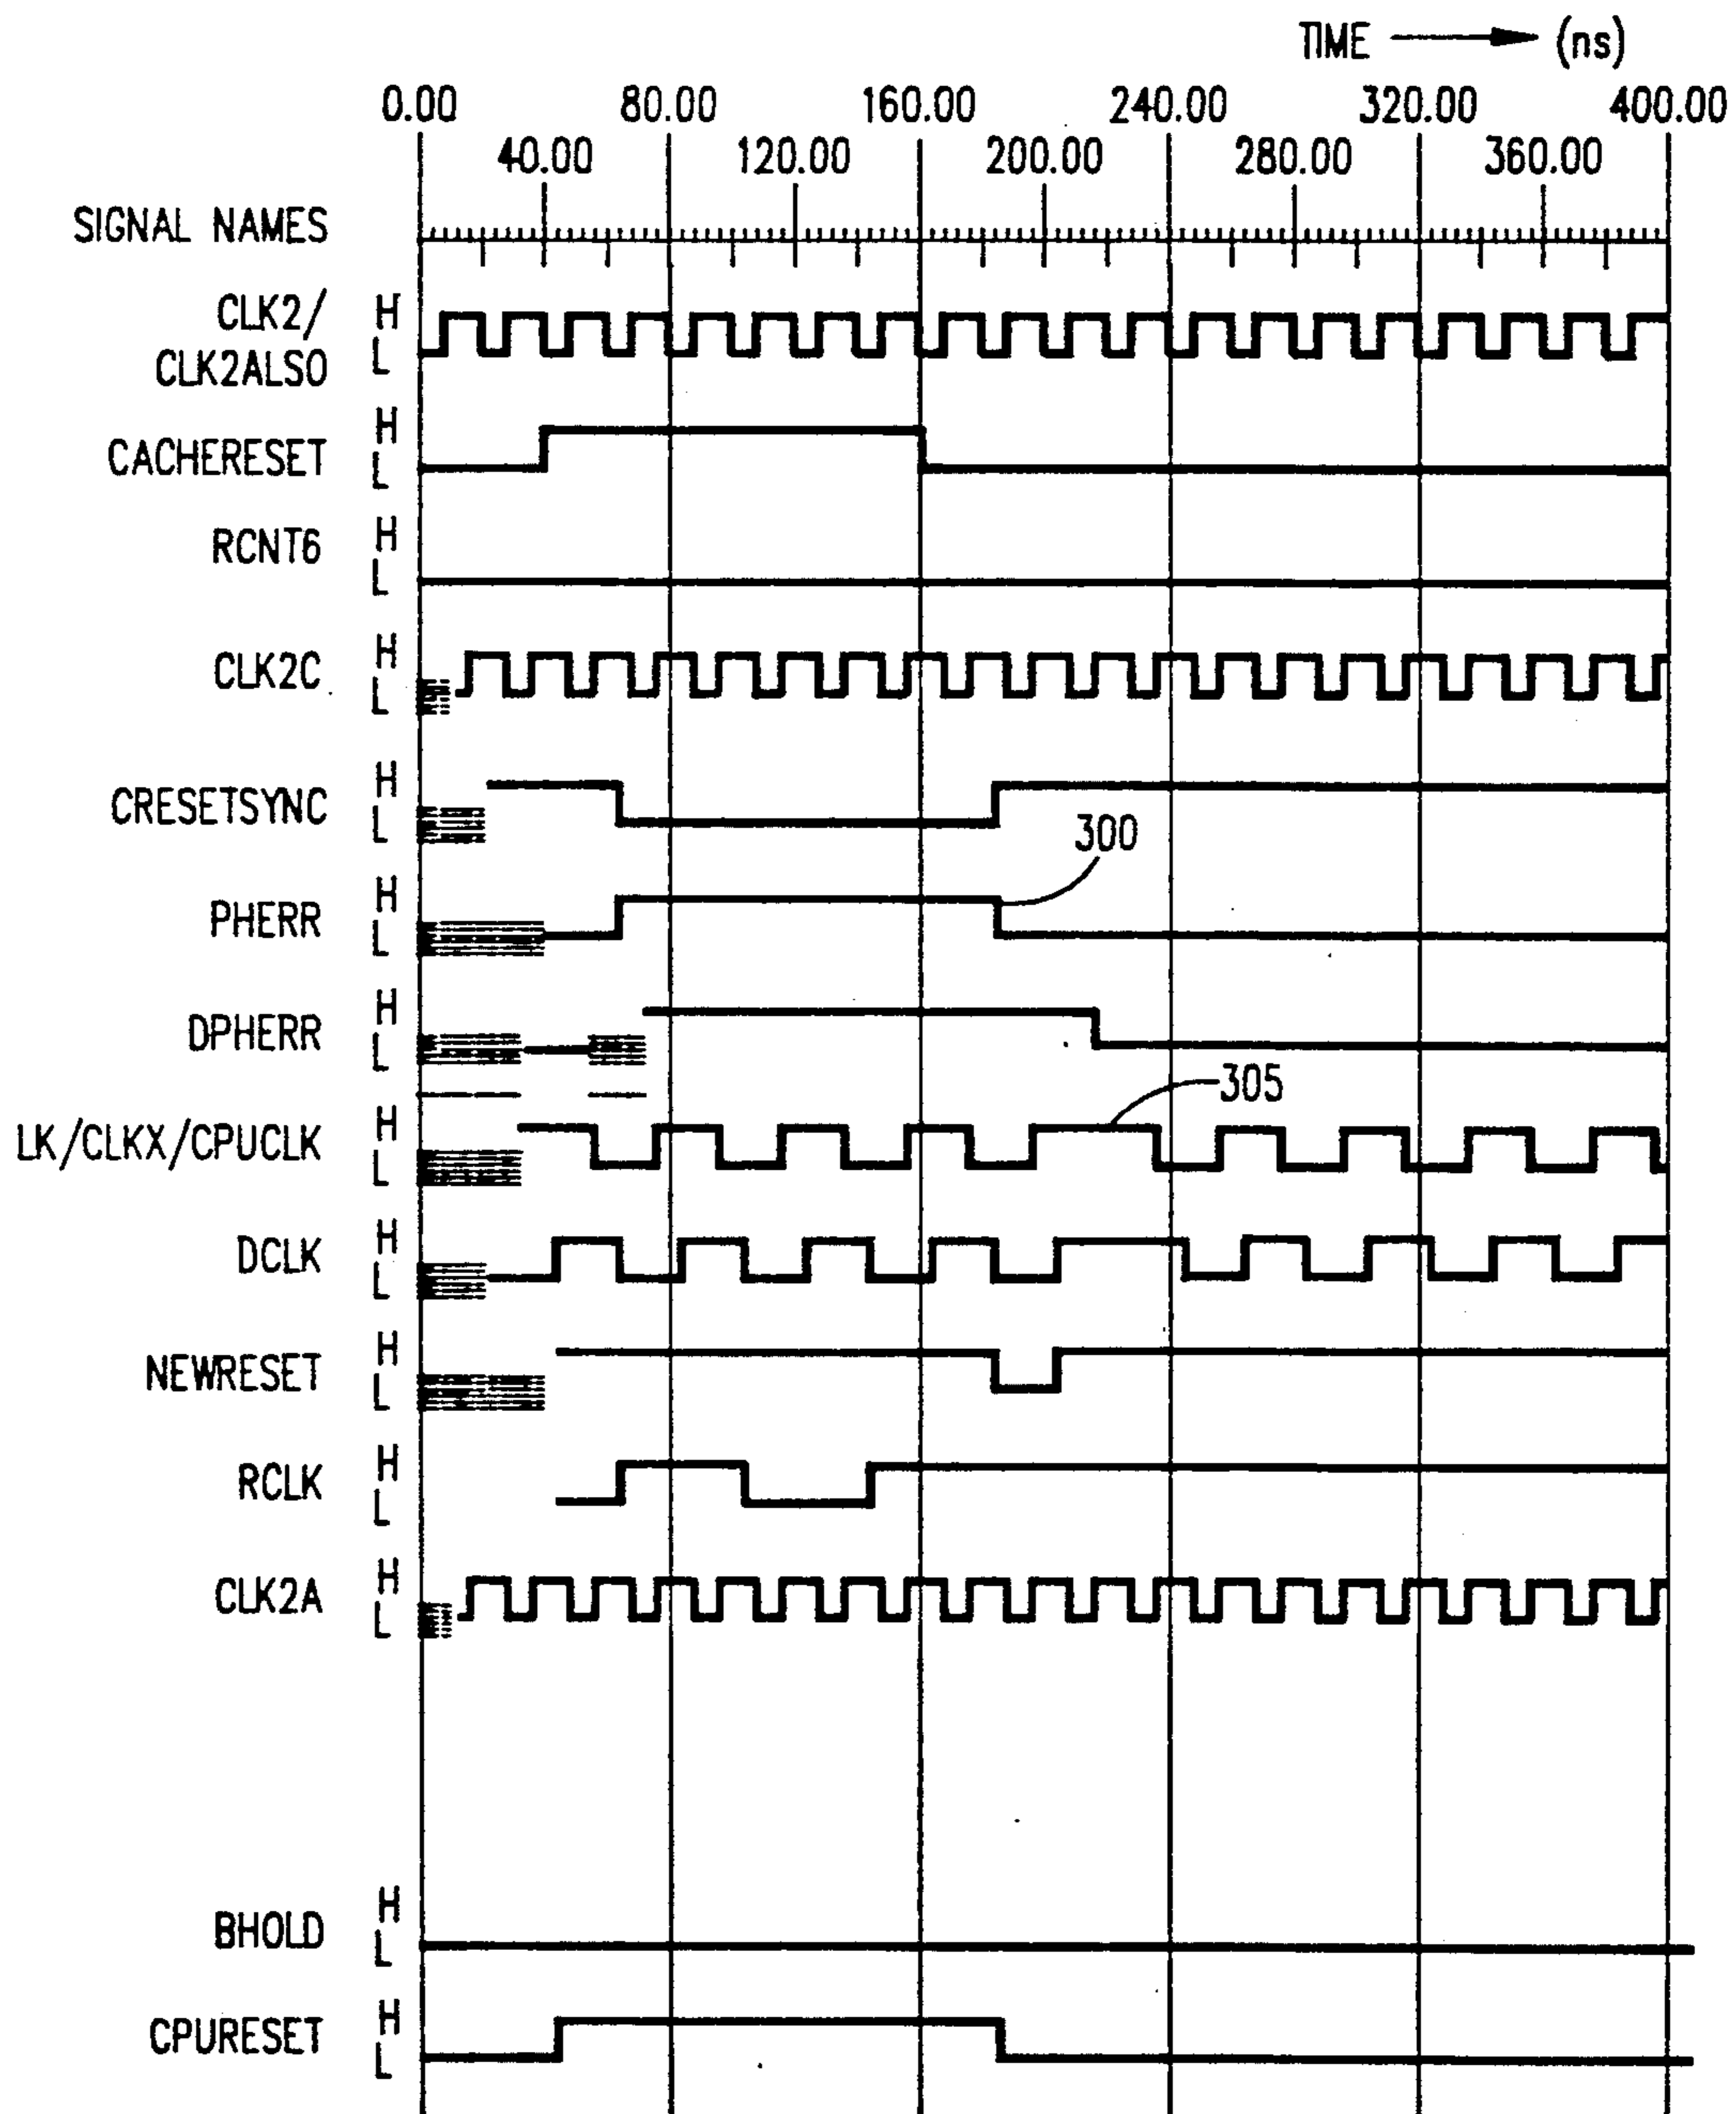 TIME (ns)
0.00 80.00 160.00 240.00 320.00 400.00
40.00 120.00 200.00 280.00 360.00
SIGNAL NAMES
CLK2/ H
CLK2ALSO L
H
CACHERESET L
H
RCNT6 L
H
CLK2C L
H
CRESETSYNC L
300
H
PHERR L
H
DPHERR L
305
H
LK/CLKX/CPUCLK L
H
DCLK L
H
NEWRESET L
H
RCLK L
H
CLK2A L
H
BHOLD L
H
CPURESET L